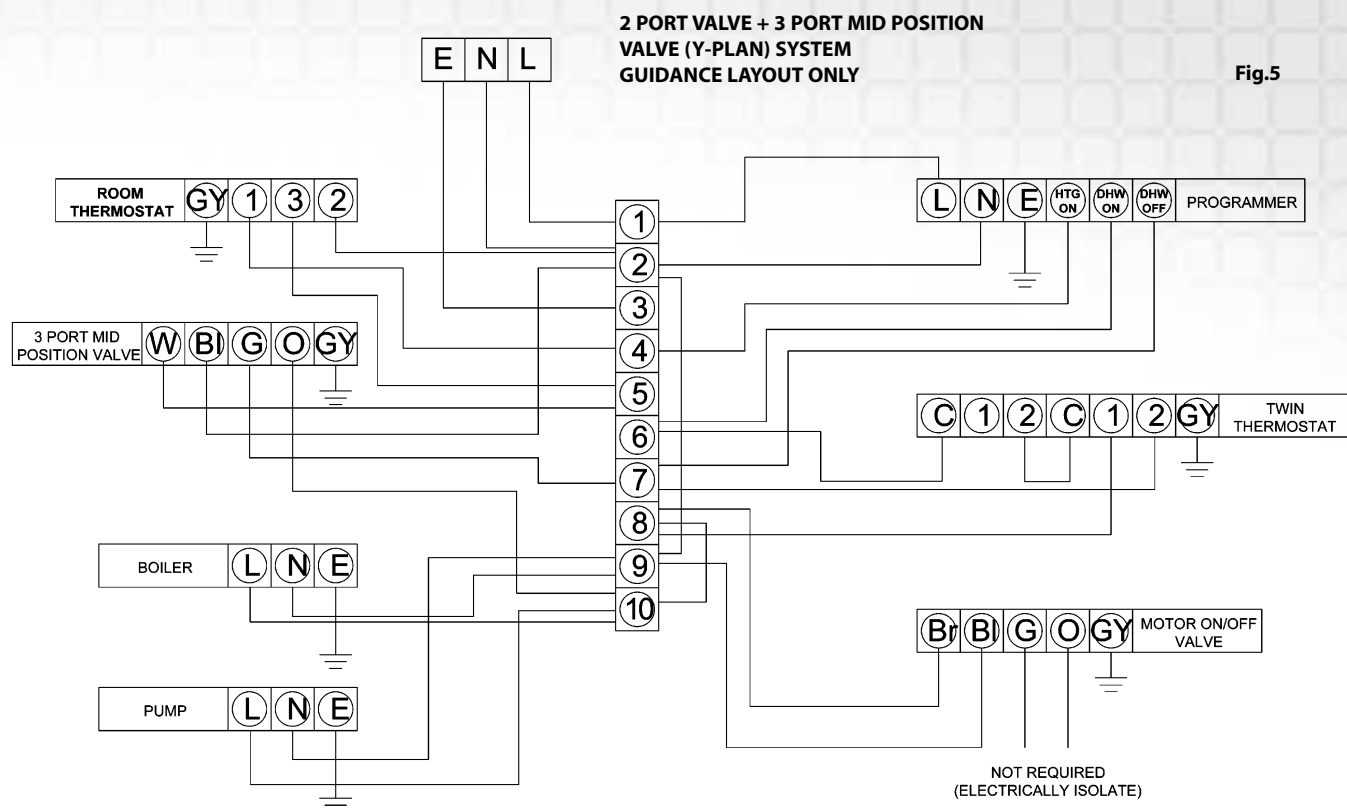 2 PORT VALVE + 3 PORT MID POSITION
VALVE (Y-PLAN) SYSTEM
GUIDANCE LAYOUT ONLY
Fig.5
E N L
ROOM
THERMOSTAT
GY 1 3 2
L N E HTG ON DHW ON DHW OFF
PROGRAMMER
3 PORT MID
POSITION VALVE
W Bl G O GY
1
2
3
4
5
6
7
8
9
10
C 1 2 C 1 2 GY
TWIN
THERMOSTAT
BOILER L N E
Br Bl G O GY
MOTOR ON/OFF
VALVE
PUMP L N E
NOT REQUIRED
(ELECTRICALLY ISOLATE)